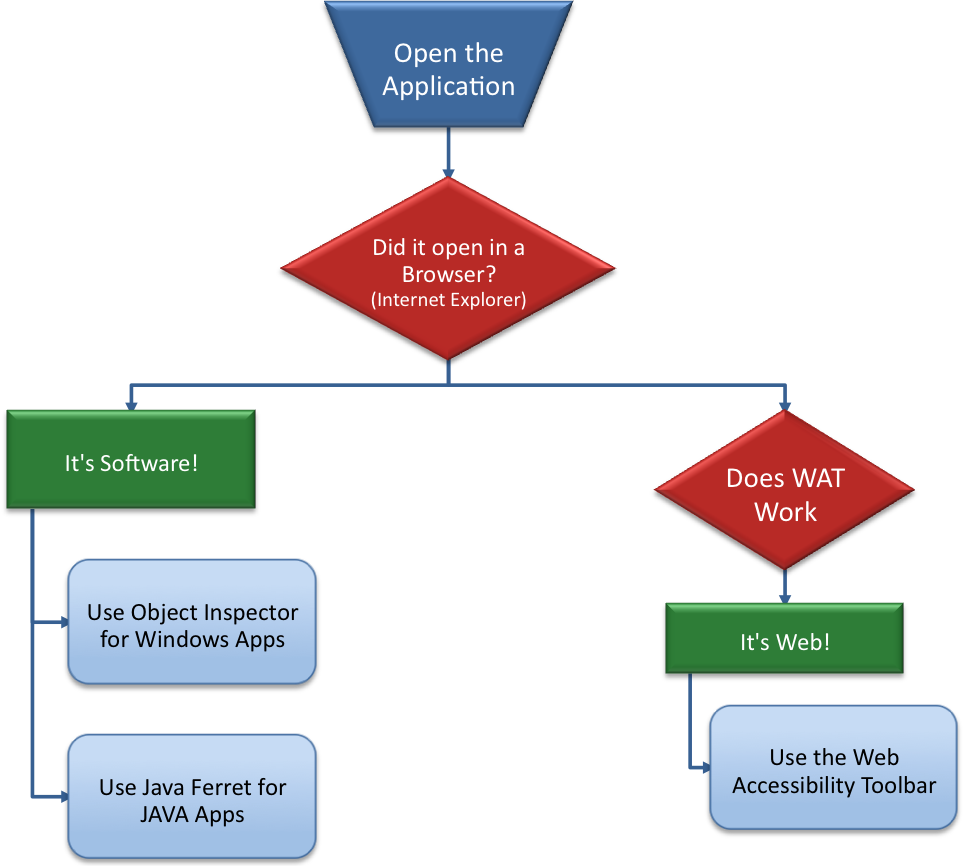 Open the
Application
Did it open in a
Browser?
(Internet Explorer)
It's Software!
Does WAT
Work
Use Object Inspector
for Windows Apps
It's Web!
Use Java Ferret for
JAVA Apps
Use the Web
Accessibility Toolbar